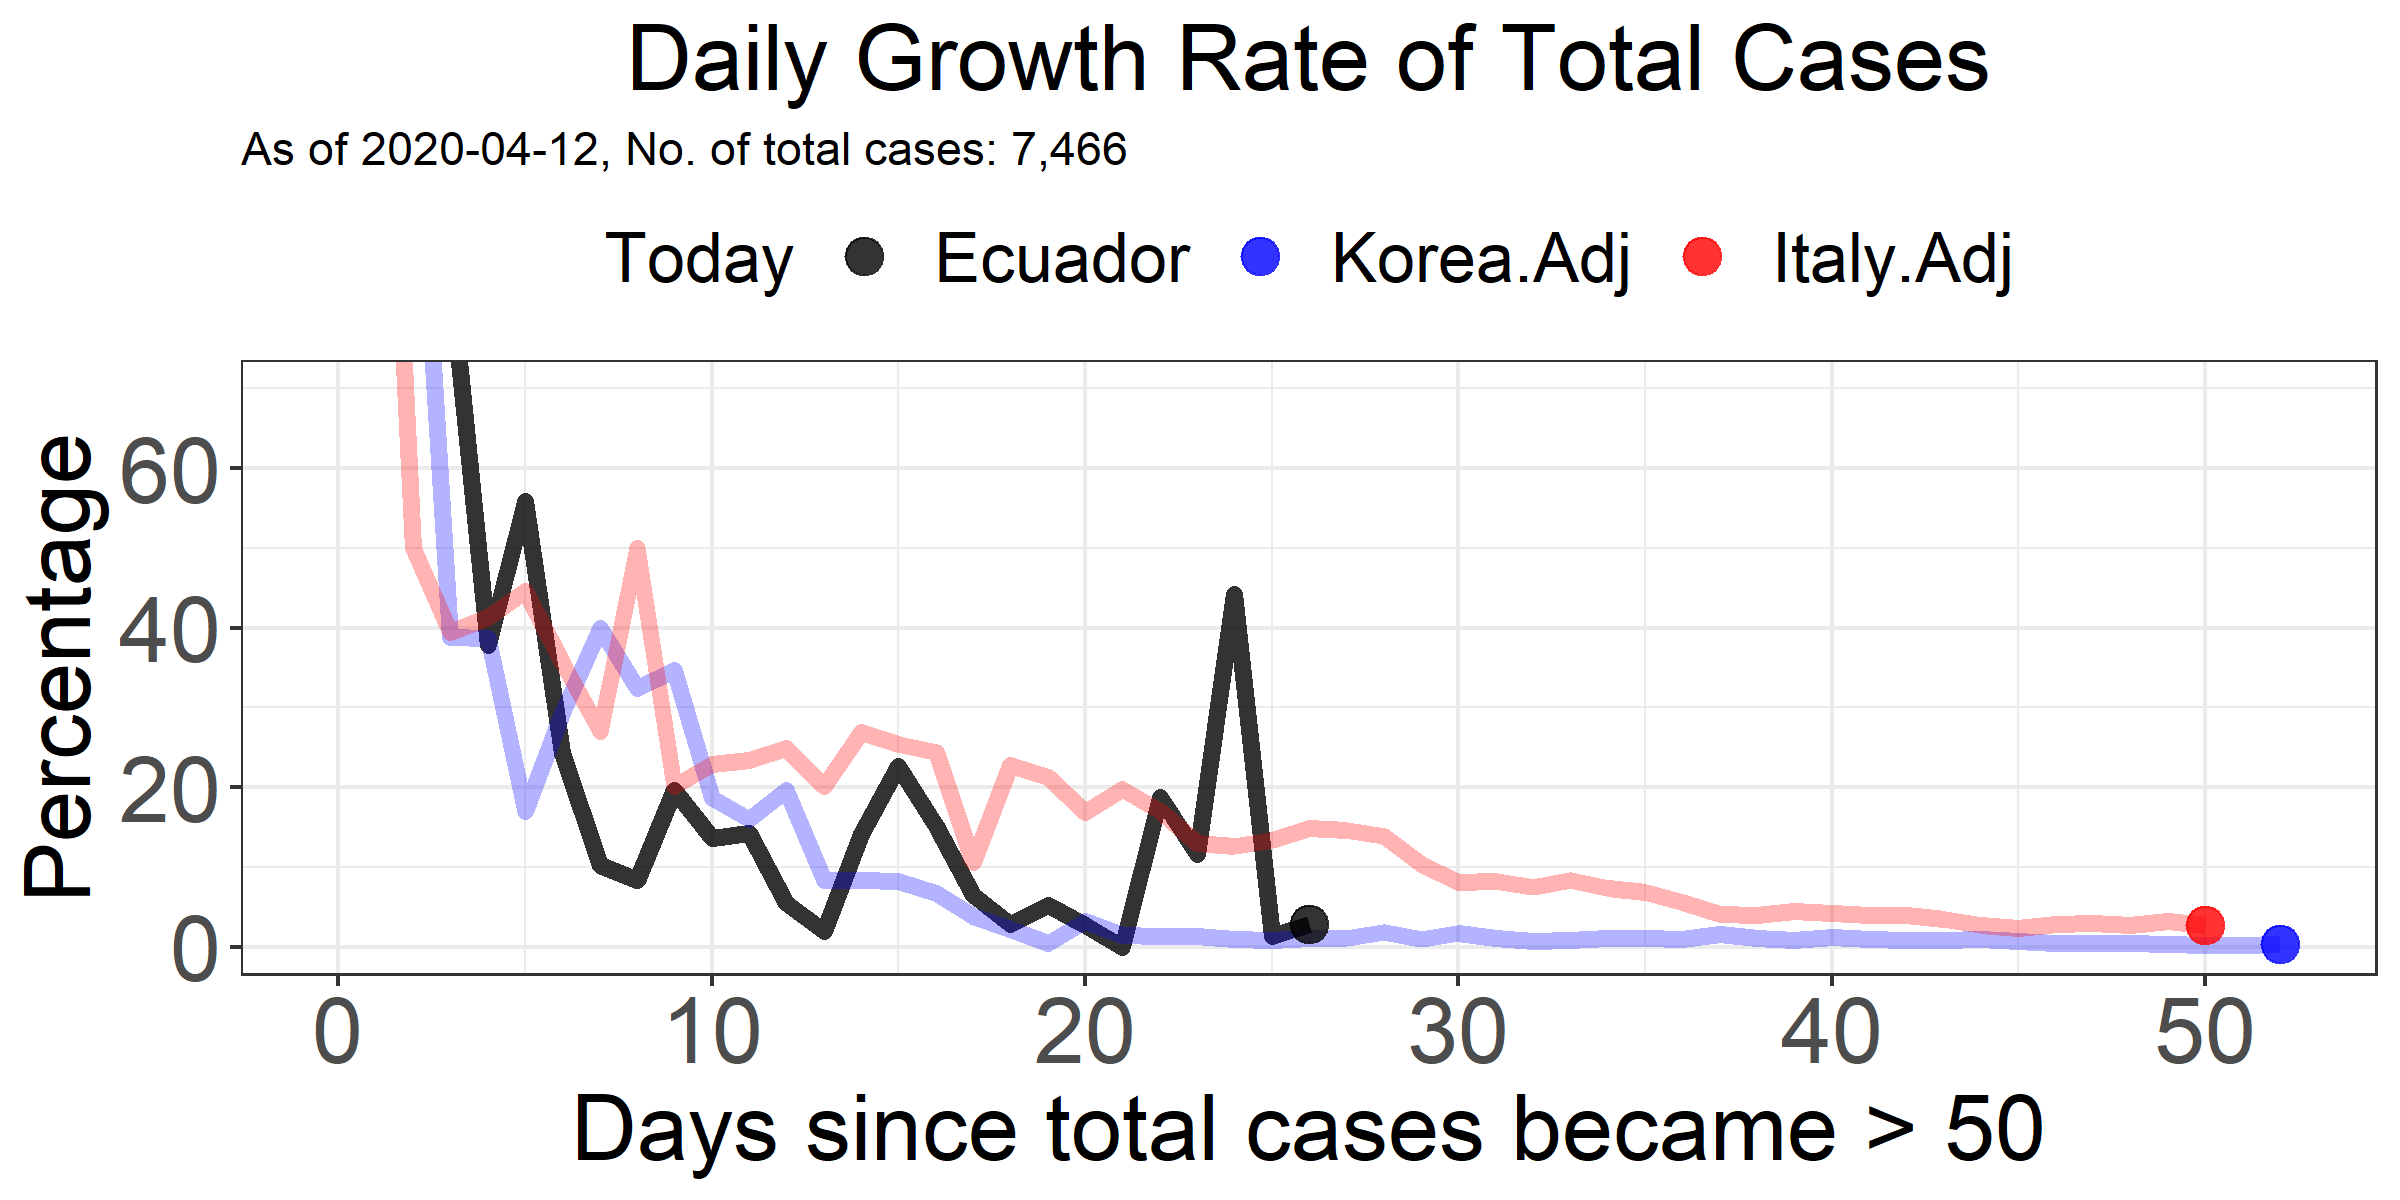 Daily Growth Rate of Total Cases
As of 2020-04-12, No. of total cases: 7,466
Today Ecuador Korea.Adj Italy.Adj
Percentage
60
40
20
0
0 10 20 30 40 50
Days since total cases became > 50